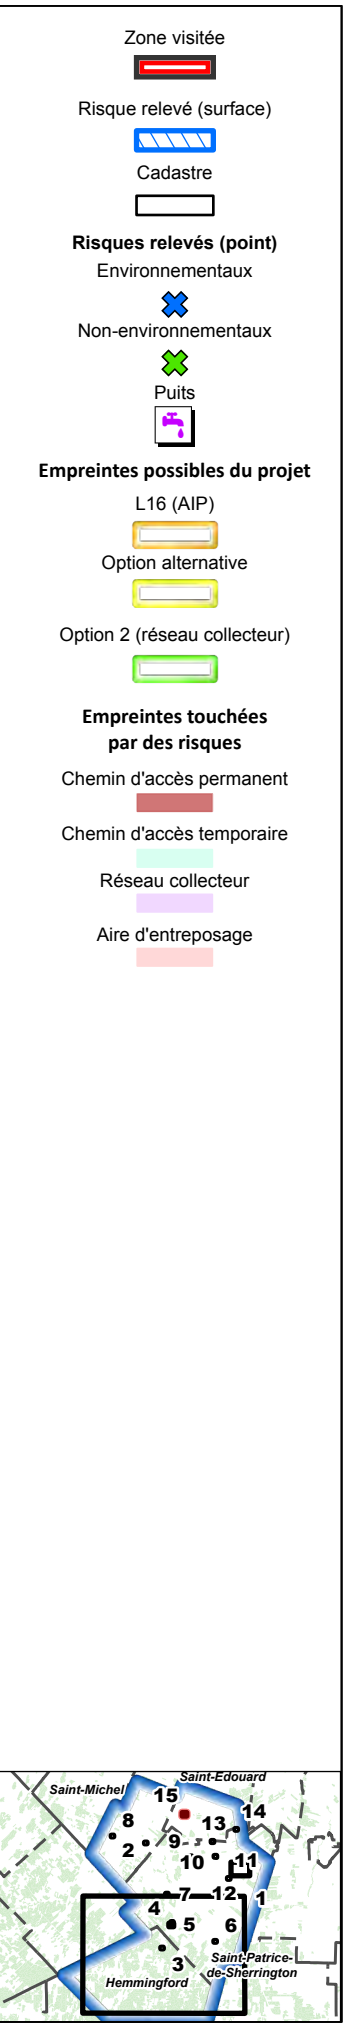 Zone visitée
Risque relevé (surface)
Cadastre
Risques relevés (point)
Environnementaux
Non-environnementaux
Puits
Empreintes possibles du projet
L16 (AIP)
Option alternative
Option 2 (réseau collecteur)
Empreintes touchées
par des risques
Chemin d'accès permanent
Chemin d'accès temporaire
Réseau collecteur
Aire d'entreposage
Saint-Edouard
Saint-Michel
15
14
8
13
2
9
10
11
7
12
1
4
5
6
3
Saint-Patrice-
de-Sherrington
Hemmingford